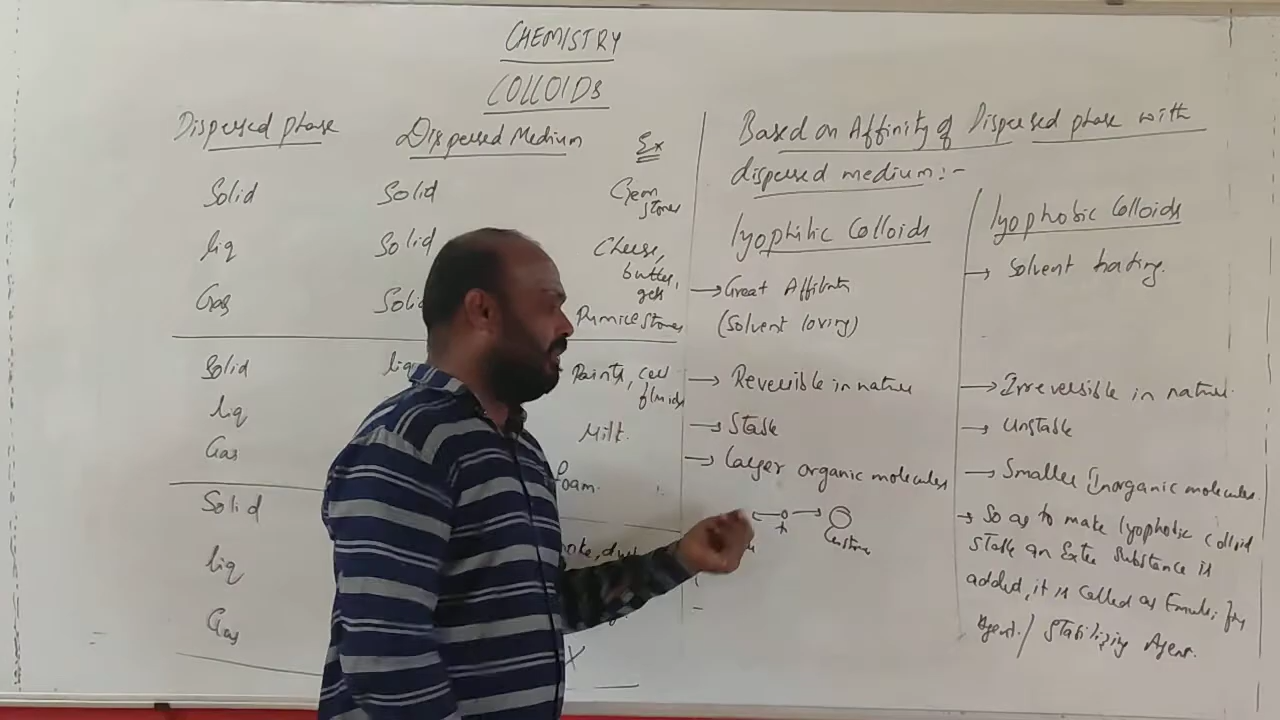 CHEMISTRY
COLLOIDS
Dispersed phase Dispersed Medium Ex
Solid Solid Gem
stones
liq Solid Cheese,
butter,
gels
Gas Solid Pumice stones
Solid liq Paints, cell
fluids
liq Milk.
Gas foam.
Solid smoke, dust
liq
Gas X
Based on Affinity of Dispersed phase with
dispersed medium:-
lyophilic Colloids
→ Great
(Solvent loving)
→ Reversible in nature
→ Stable
→ larger organic molecules
lyophobic Colloids
→ Solvent hating.
→ Irreversible in nature.
→ Unstable
→ Smaller Inorganic molecules.
→ So as to make lyophobic colloid
stable an Extra Substance is
added, it is called as Emulsifying
Agent./ Stabilizing Agent.